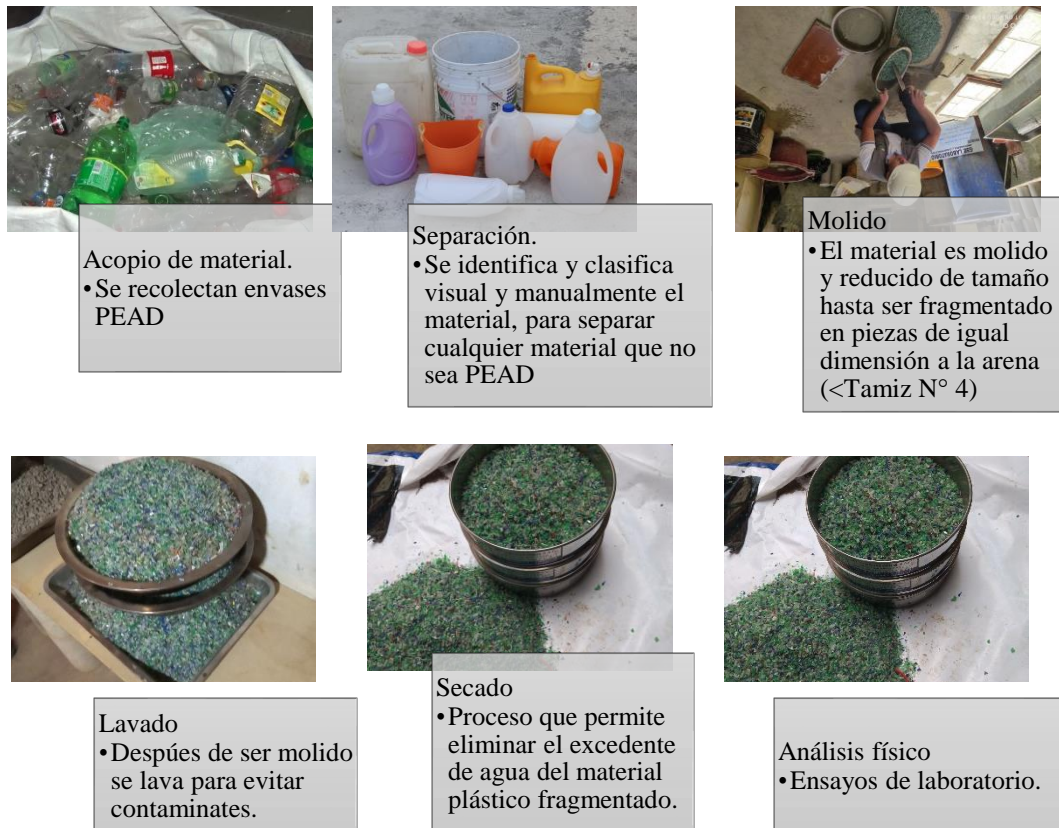 Acopio de material.
•Se recolectan envases
PEAD
Separación.
•Se identifica y clasifica
visual y manualmente el
material, para separar
cualquier material que no
sea PEAD
Molido
•El material es molido
y reducido de tamaño
hasta ser fragmentado
en piezas de igual
dimensión a la arena
(<Tamiz N° 4)
Lavado
•Despúes de ser molido
se lava para evitar
contaminates.
Secado
•Proceso que permite
eliminar el excedente
de agua del material
plástico fragmentado.
Análisis físico
•Ensayos de laboratorio.